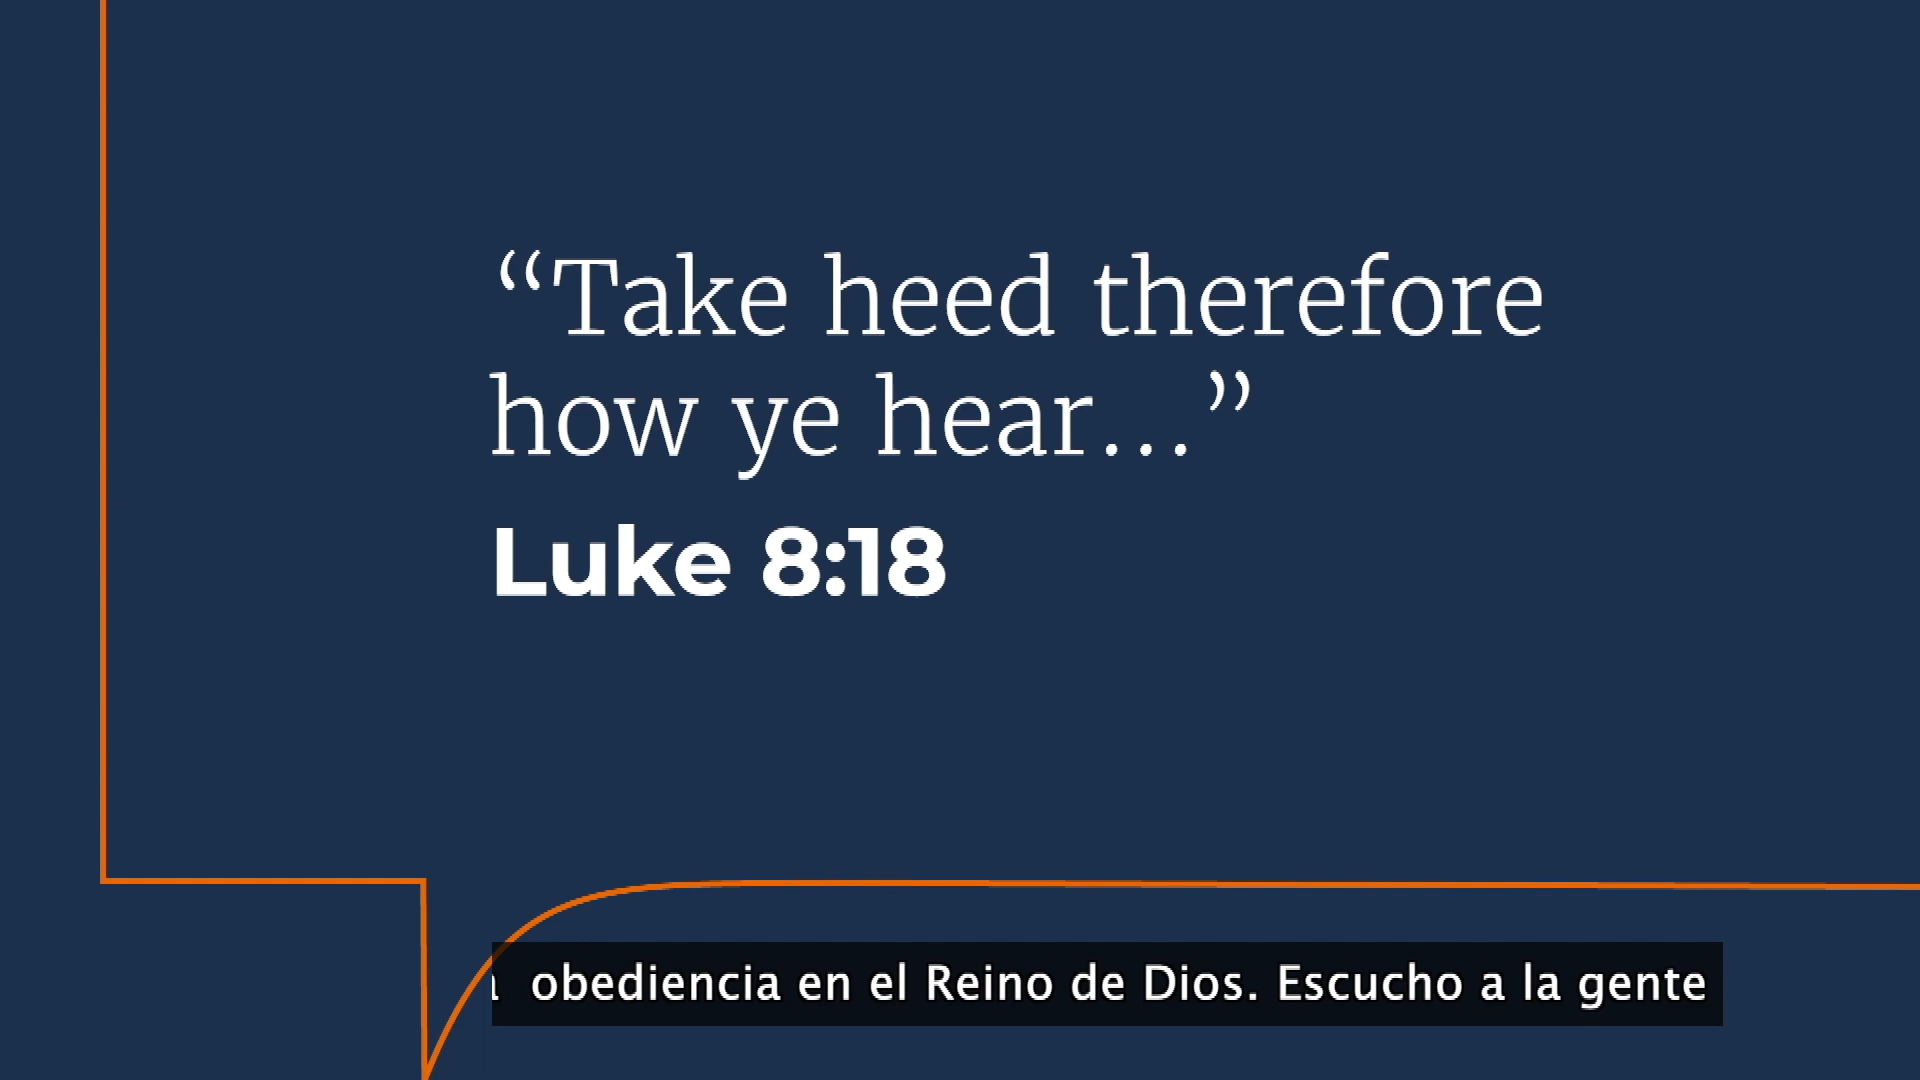 “Take heed therefore
how ye hear…”
Luke 8:18
obediencia en el Reino de Dios. Escucho a la gente